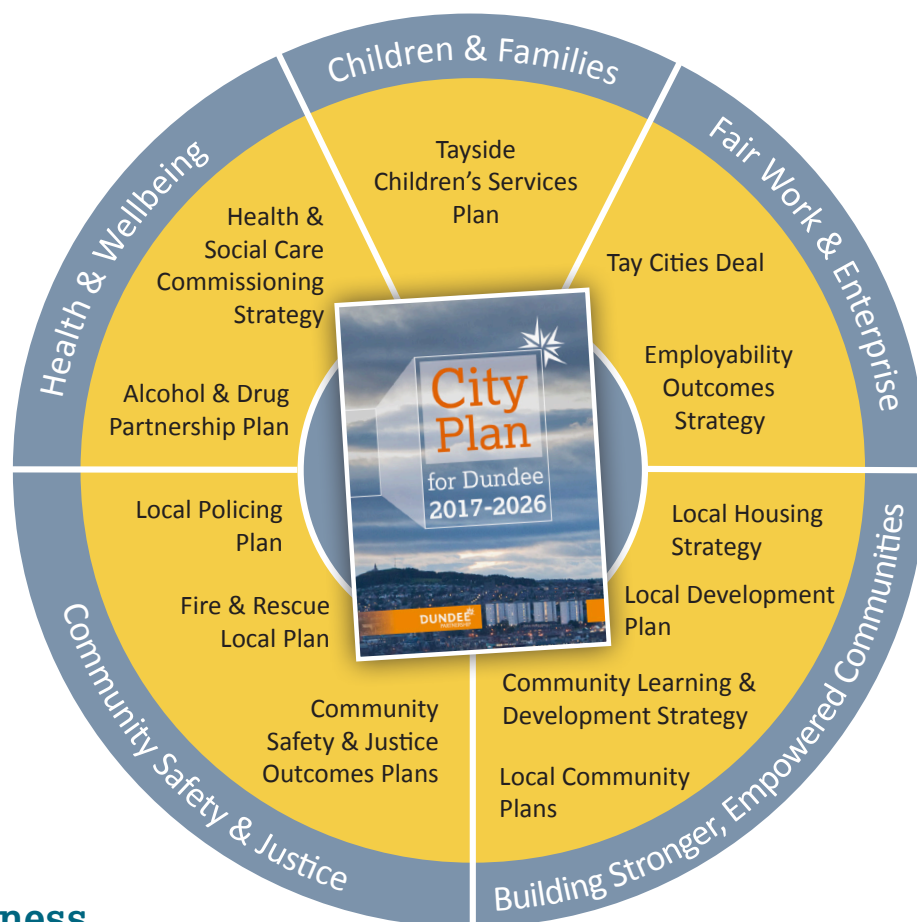 Children & Families
Tayside
Children's Services
Plan
Fair Work & Enterprise
Tay Cities Deal
Employability
Outcomes
Strategy
Building Stronger, Empowered Communities
Local Housing
Strategy
Local Development
Plan
Community Learning &
Development Strategy
Local Community
Plans
Community Safety & Justice
Local Policing
Plan
Fire & Rescue
Local Plan
Community
Safety & Justice
Outcomes Plans
Health & Wellbeing
Health &
Social Care
Commissioning
Strategy
Alcohol & Drug
Partnership Plan
City
Plan
for Dundee
2017-2026
DUNDEE
PARTNERSHIP
ness